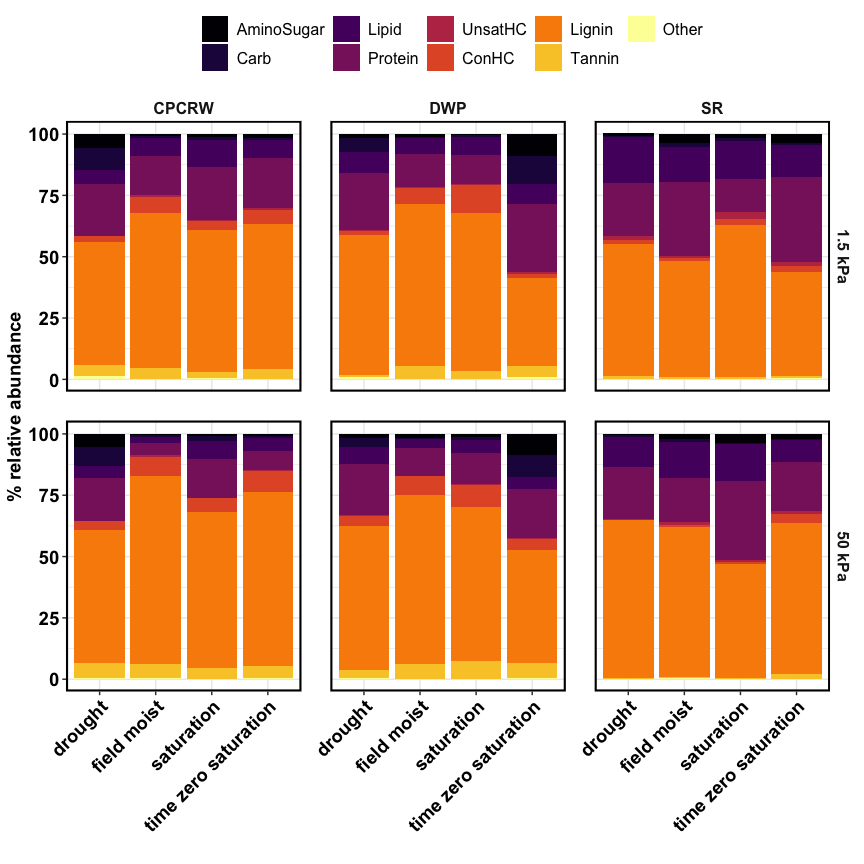 AminoSugar Lipid UnsatHC Lignin Other
Carb Protein ConHC Tannin
CPCRW DWP SR
100
75
50
25
0
1.5 kPa
% relative abundance
100
75
50
25
0
50 kPa
drought field moist saturation time zero saturation
drought field moist saturation time zero saturation
drought field moist saturation time zero saturation